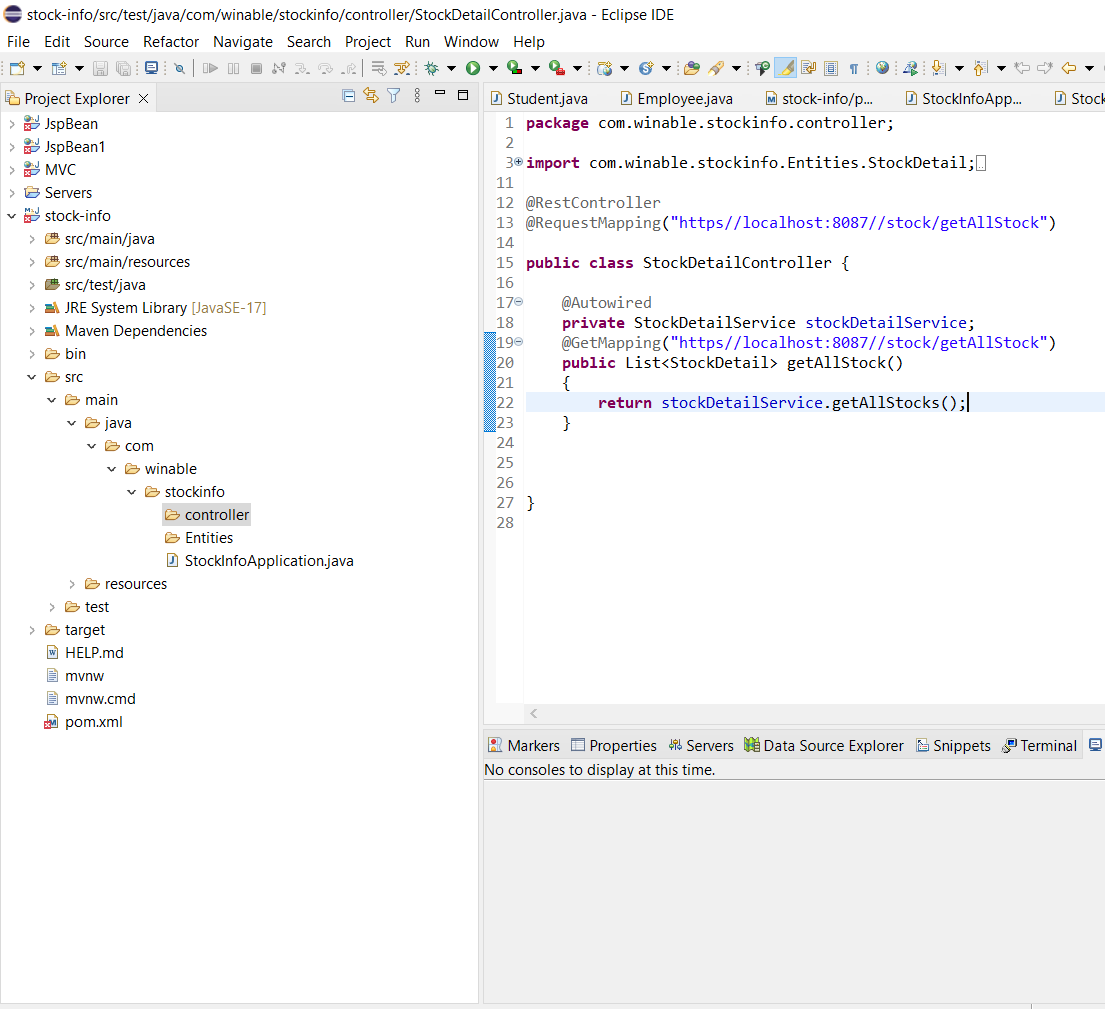 stock-info/src/test/java/com/winable/stockinfo/controller/StockDetailController.java - Eclipse IDE
File Edit Source Refactor Navigate Search Project Run Window Help
Project Explorer
JspBean
JspBean1
MVC
Servers
stock-info
src/main/java
src/main/resources
src/test/java
JRE System Library [JavaSE-17]
Maven Dependencies
bin
src
main
java
com
winable
stockinfo
controller
Entities
StockInfoApplication.java
resources
test
target
HELP.md
mvnw
mvnw.cmd
pom.xml
Student.java Employee.java stock-info/p... StockInfoApp... Stock
1 package com.winable.stockinfo.controller;
2
3 import com.winable.stockinfo.Entities.StockDetail;
11
12 @RestController
13 @RequestMapping("https//localhost:8087//stock/getAllStock")
14
15 public class StockDetailController {
16
17 @Autowired
18 private StockDetailService stockDetailService;
19 @GetMapping("https//localhost:8087//stock/getAllStock")
20 public List<StockDetail> getAllStock()
21 {
22 return stockDetailService.getAllStocks();
23 }
24
25
26
27 }
28
Markers Properties Servers Data Source Explorer Snippets Terminal
No consoles to display at this time.